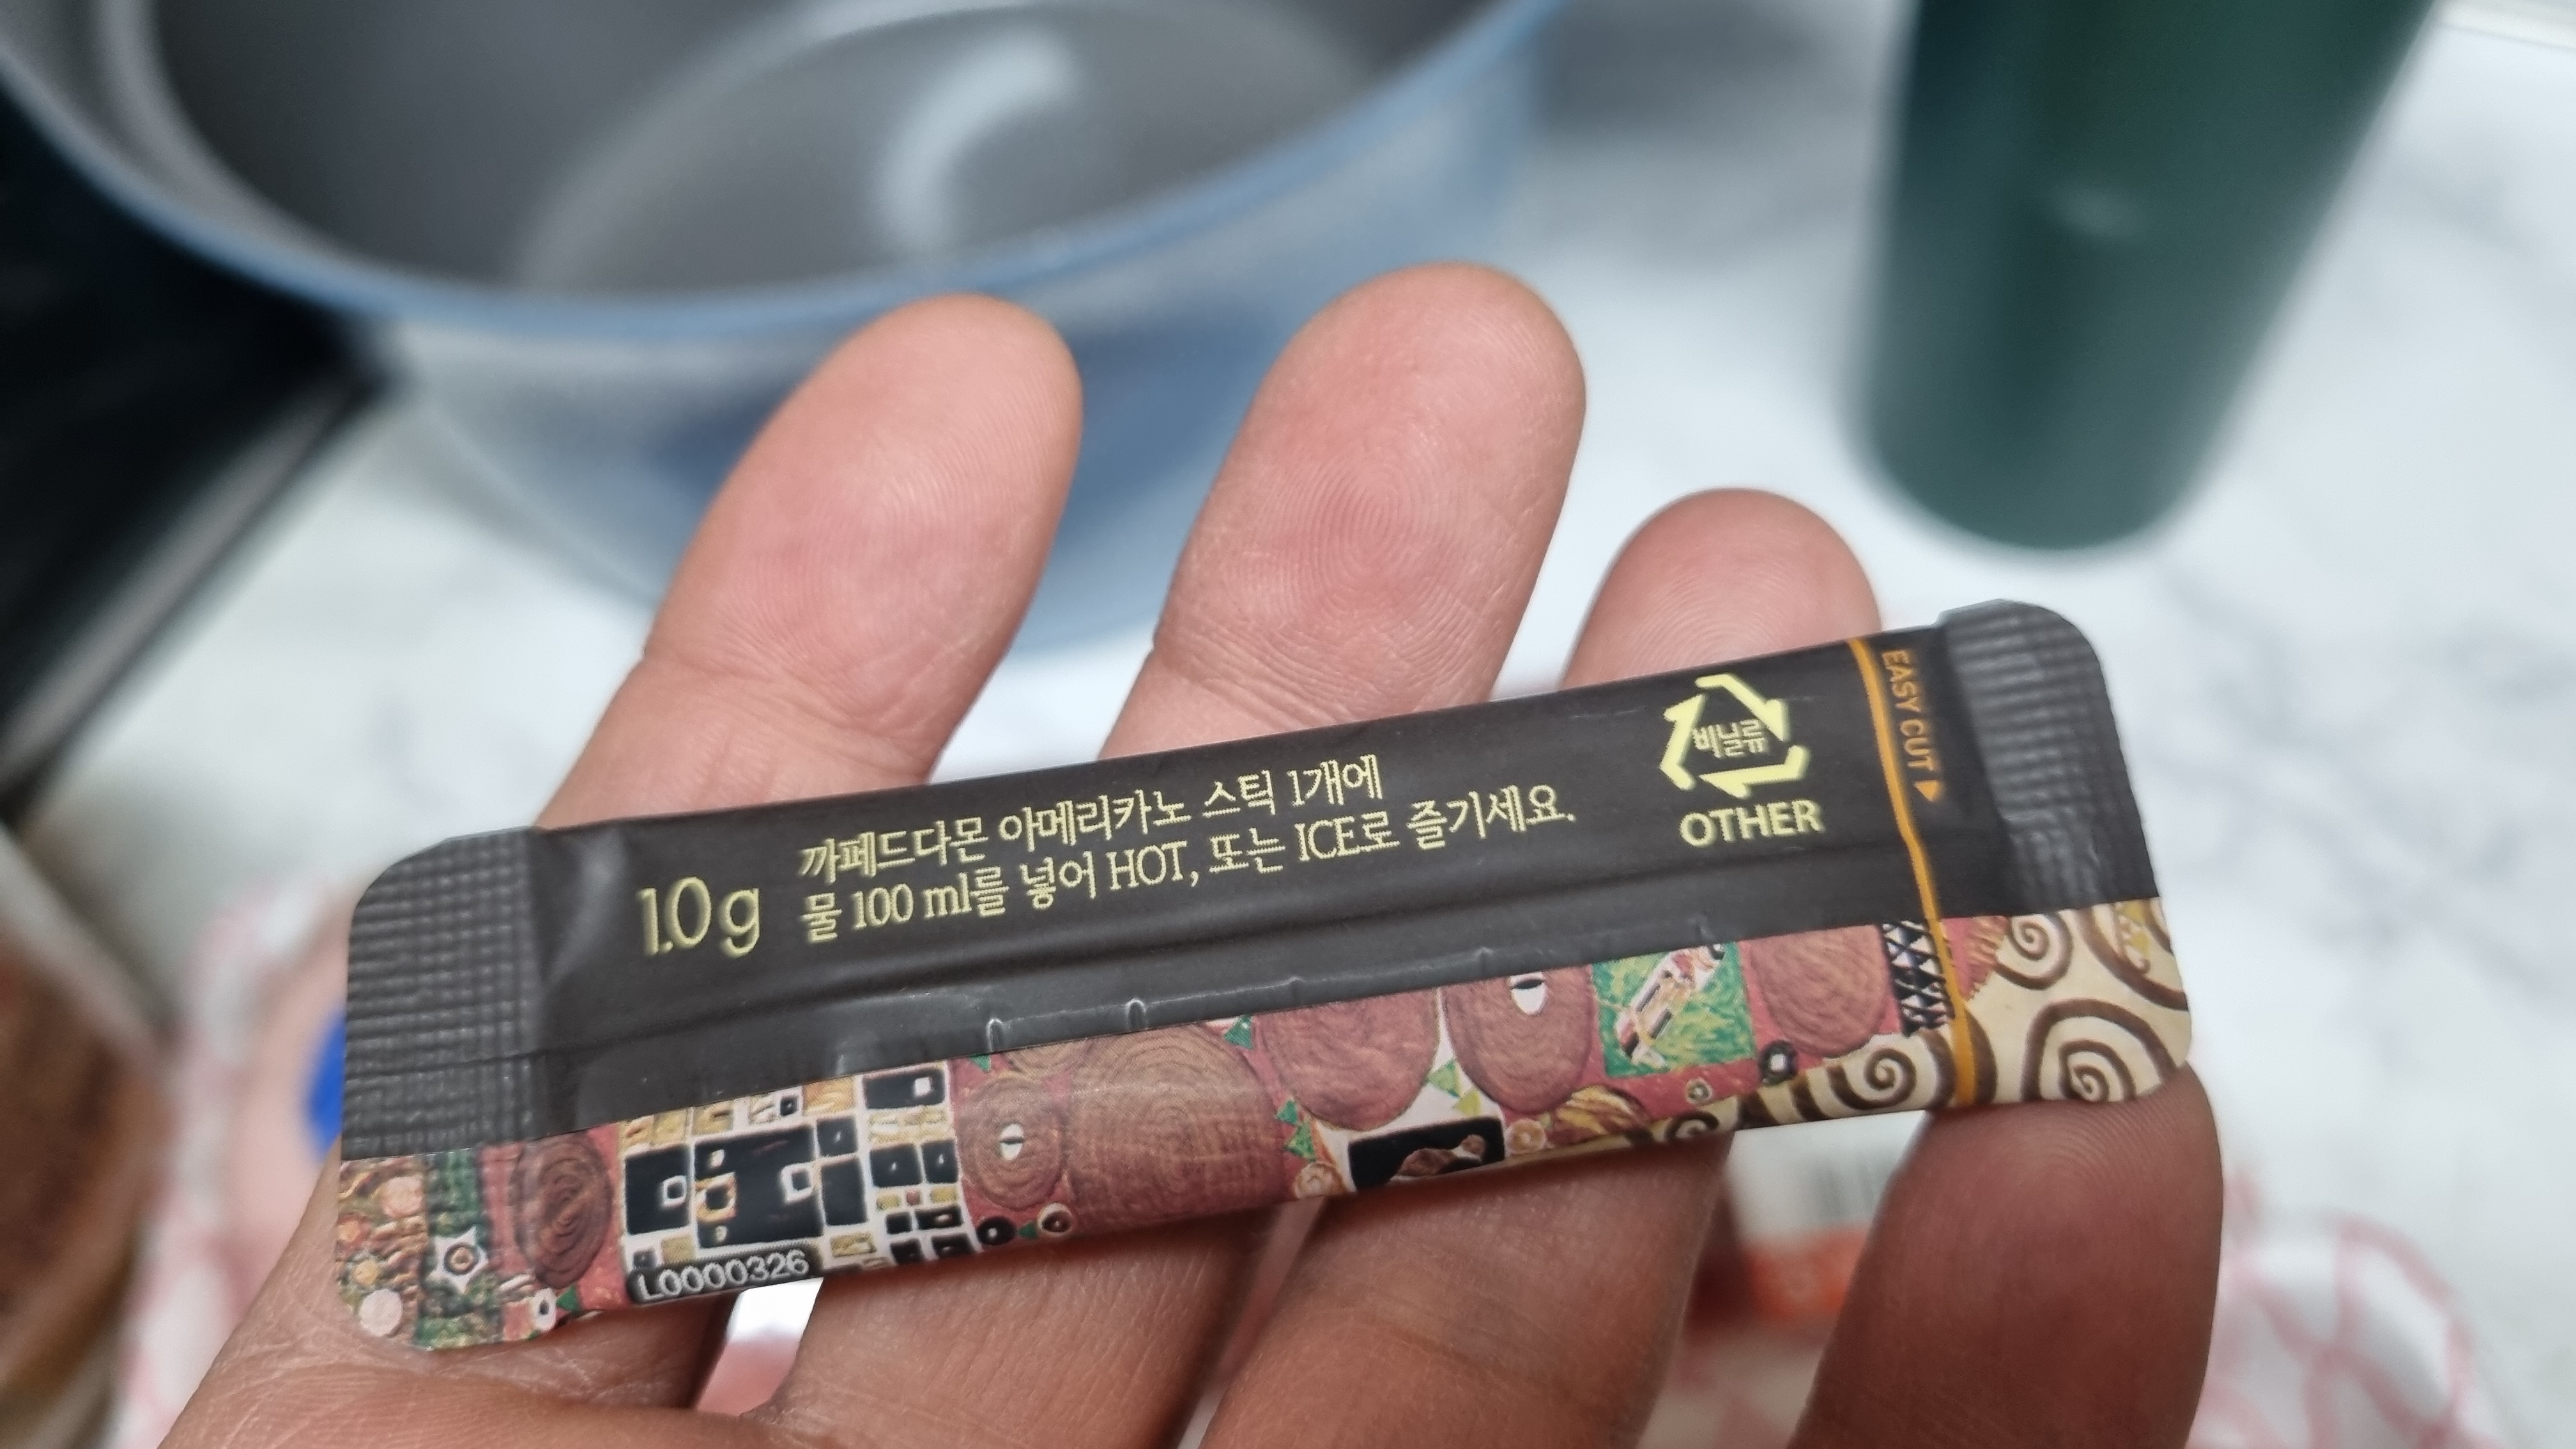 1.0g
까페드다몬 아메리카노 스틱 1개에
물 100 ml를 넣어 HOT, 또는 ICE로 즐기세요.
비닐류
OTHER
EASY CUT
L0000326